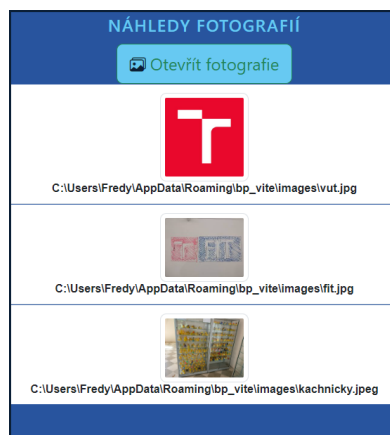 NÁHLEDY FOTOGRAFIÍ
Otevřít fotografie
C:\Users\Fredy\AppData\Roaming\bp_vite\images\vut.jpg
FIT
C:\Users\Fredy\AppData\Roaming\bp_vite\images\fit.jpg
C:\Users\Fredy\AppData\Roaming\bp_vite\images\kachnicky.jpeg